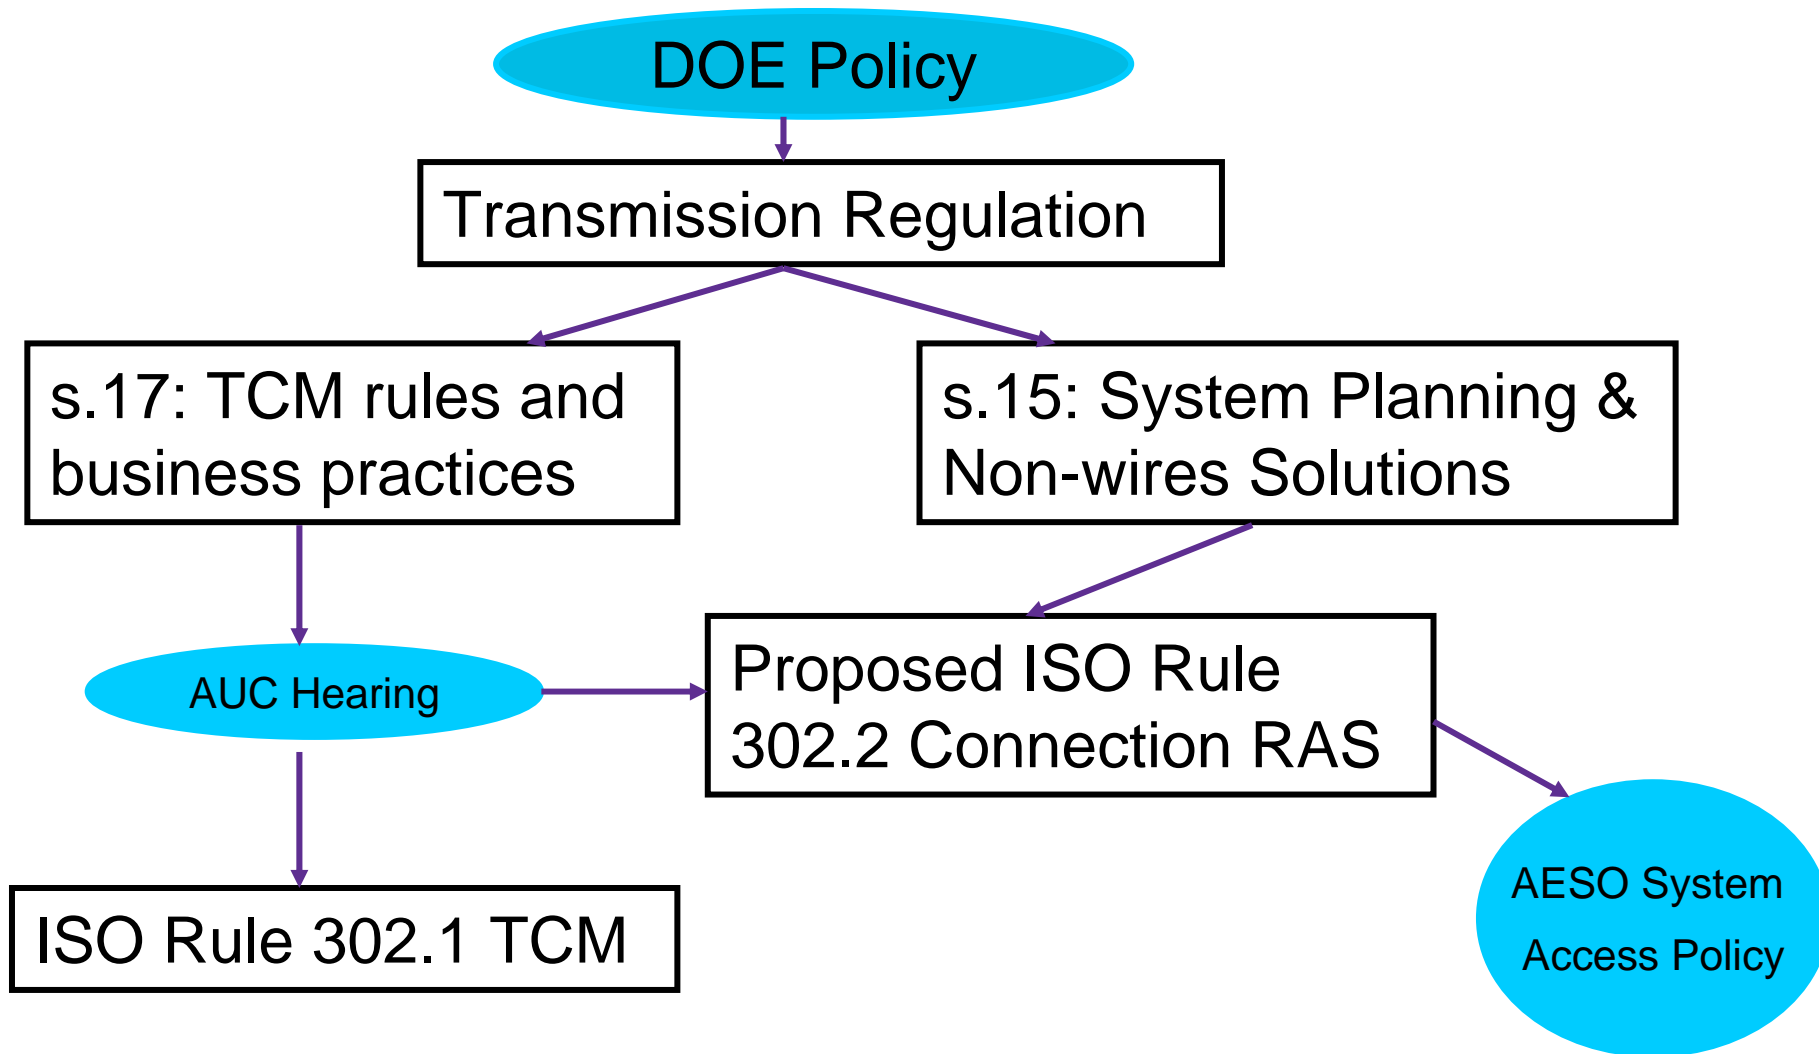 DOE Policy
Transmission Regulation
s.17: TCM rules and
business practices
s.15: System Planning &
Non-wires Solutions
AUC Hearing
Proposed ISO Rule
302.2 Connection RAS
ISO Rule 302.1 TCM
AESO System
Access Policy